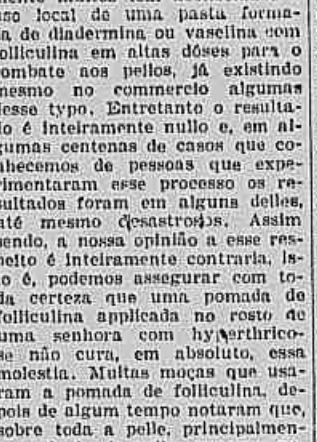 uso local de uma pasta forma-
da de diadermina ou vaselina com
folliculina em altas dóses para o
combate aos pellos, já existindo
mesmo no commercio algumas
desse typo. Entretanto o resulta-
do é inteiramente nullo e, em al-
gumas centenas de casos que co-
nhecemos de pessoas que expe-
rimentaram esse processo os re-
sultados foram em alguns delles,
até mesmo desastrosos. Assim
sendo, a nossa opinião a esse res-
peito é inteiramente contraria, is-
to é, podemos assegurar com to-
da certeza que uma pomada de
folliculina applicada no rosto de
uma senhora com hyperthrico-
se não cura, em absoluto, essa
molestia. Muitas moças que usa-
ram a pomada de folliculina, de-
pois de algum tempo notaram que,
sobre toda a pelle, principalmen-